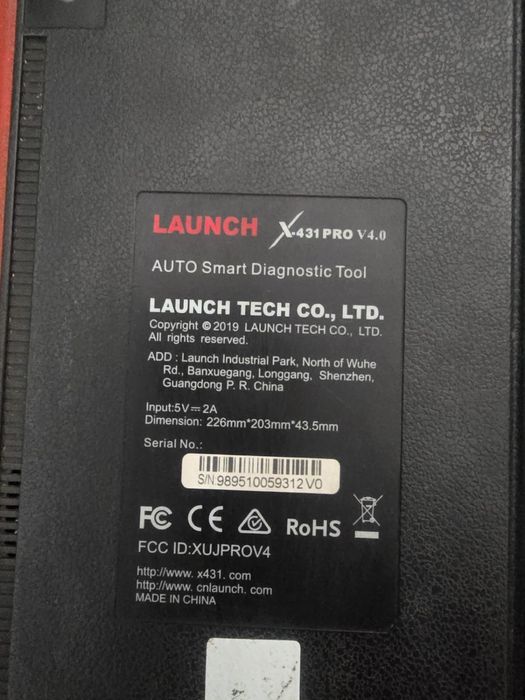 LAUNCH X-431 PRO V4.0
AUTO Smart Diagnostic Tool
LAUNCH TECH CO., LTD.
Copyright © 2019 LAUNCH TECH CO., LTD.
All rights reserved.
ADD : Launch Industrial Park, North of Wuhe
Rd., Banxuegang, Longgang, Shenzhen,
Guangdong P. R. China
Input:5V⎓2A
Dimension: 226mm*203mm*43.5mm
Serial No.:
S/N:989510059312V0
FC CE RoHS
FCC ID:XUJPROV4
http://www. x431. com
http://www. cnlaunch. com
MADE IN CHINA